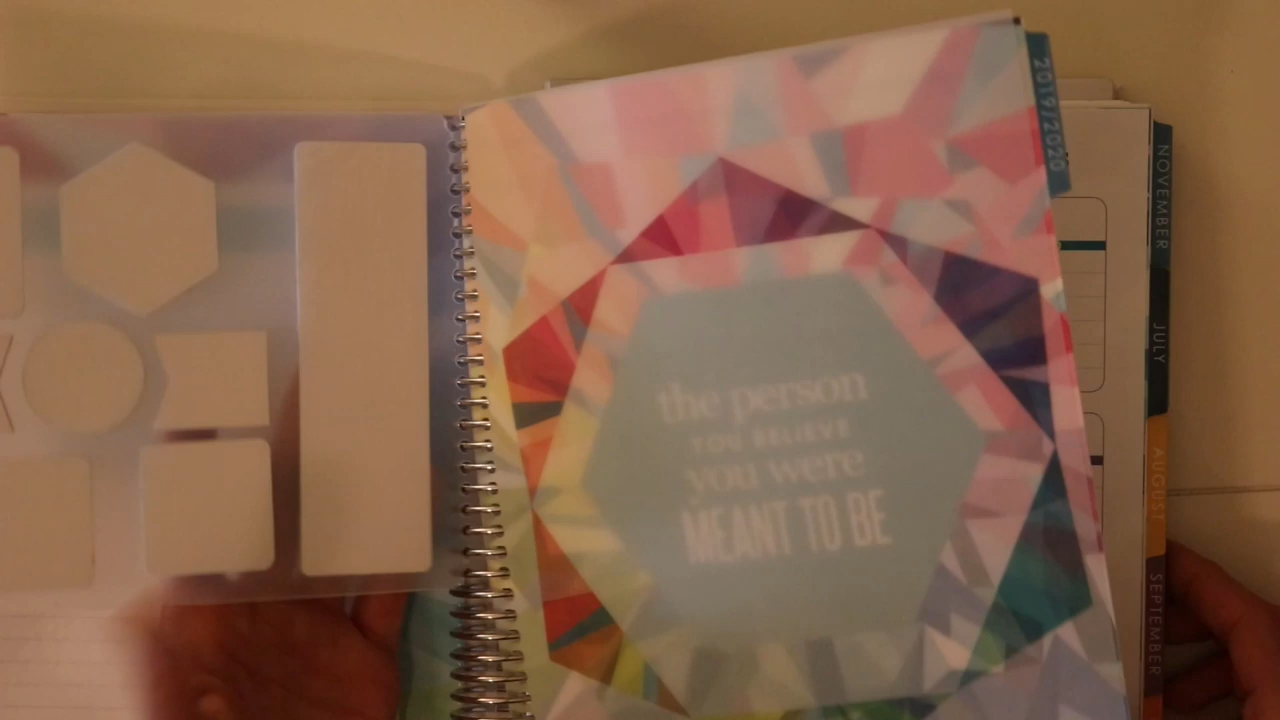 2019/2020
the person
YOU BELIEVE
you were
MEANT TO BE
NOVEMBER
JULY
AUGUST
SEPTEMBER